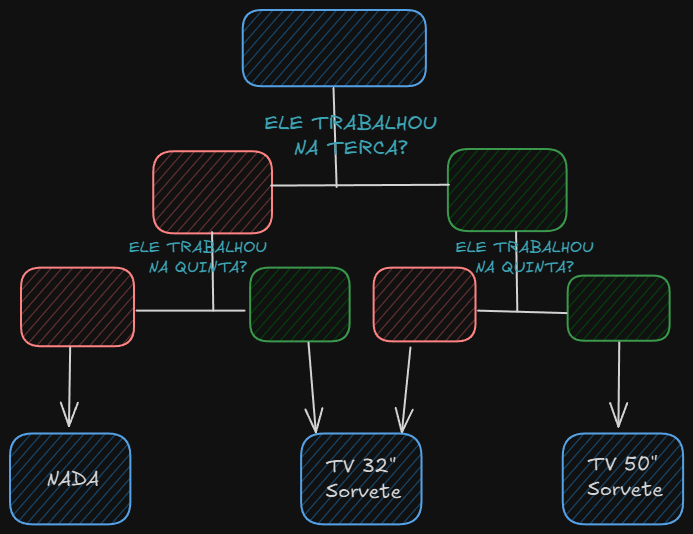 ELE TRABALHOU
NA TERCA?
ELE TRABALHOU
NA QUINTA?
ELE TRABALHOU
NA QUINTA?
NADA
TV 32"
Sorvete
TV 50"
Sorvete